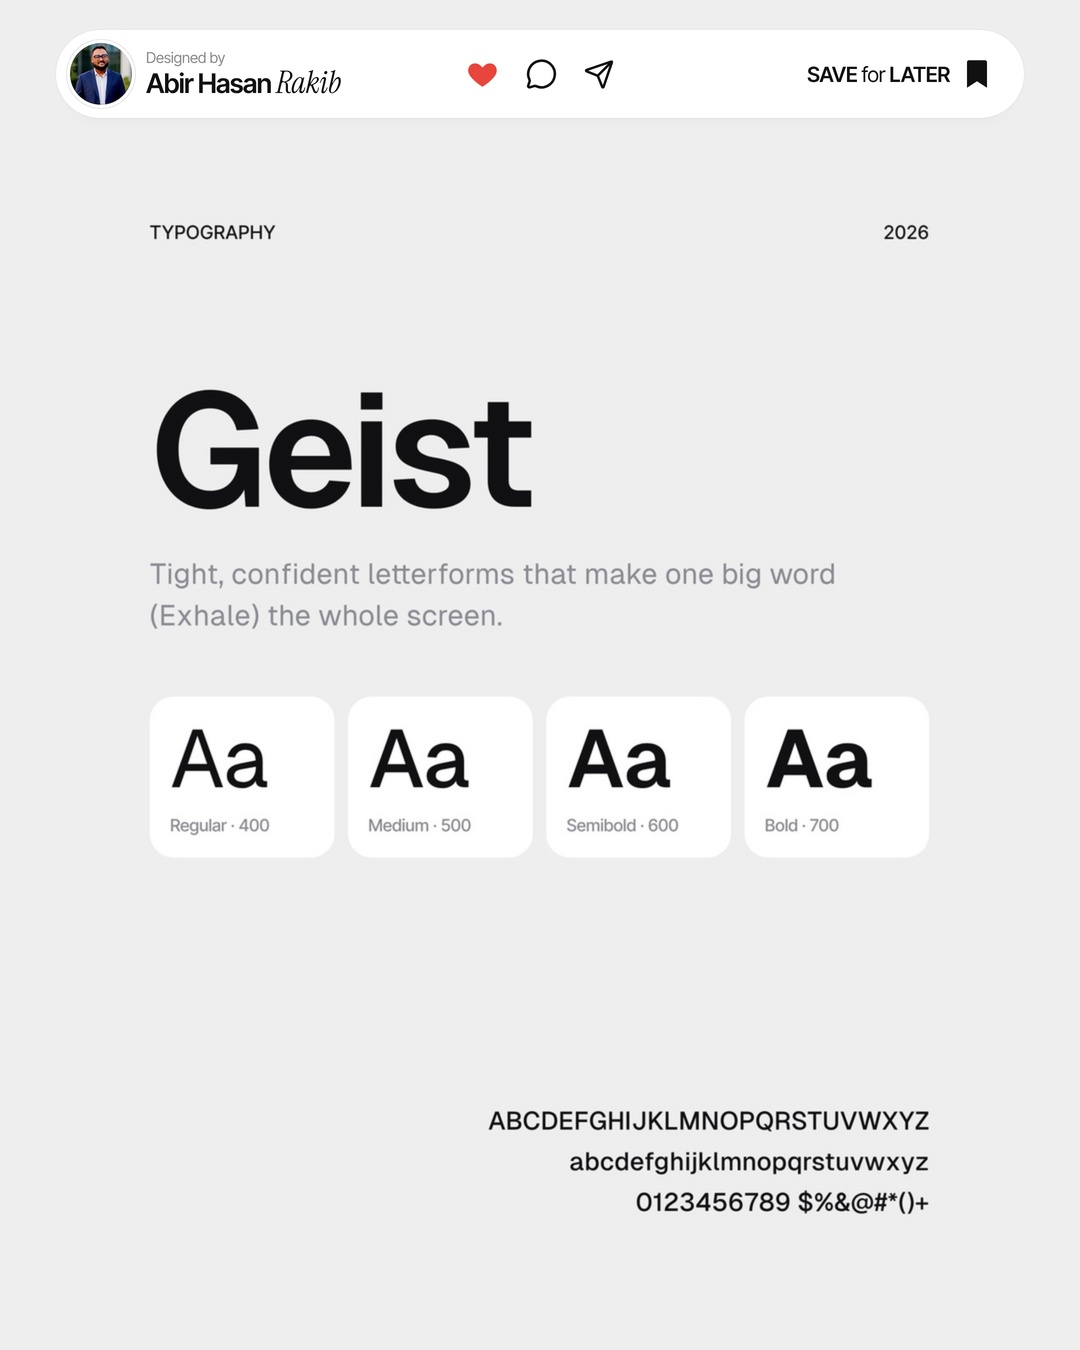 Designed by
Abir Hasan Rakib
SAVE for LATER
TYPOGRAPHY
2026
Geist
Tight, confident letterforms that make one big word
(Exhale) the whole screen.
Aa
Regular · 400
Aa
Medium · 500
Aa
Semibold · 600
Aa
Bold · 700
ABCDEFGHIJKLMNOPQRSTUVWXYZ
abcdefghijklmnopqrstuvwxyz
0123456789 $%&@#*()+